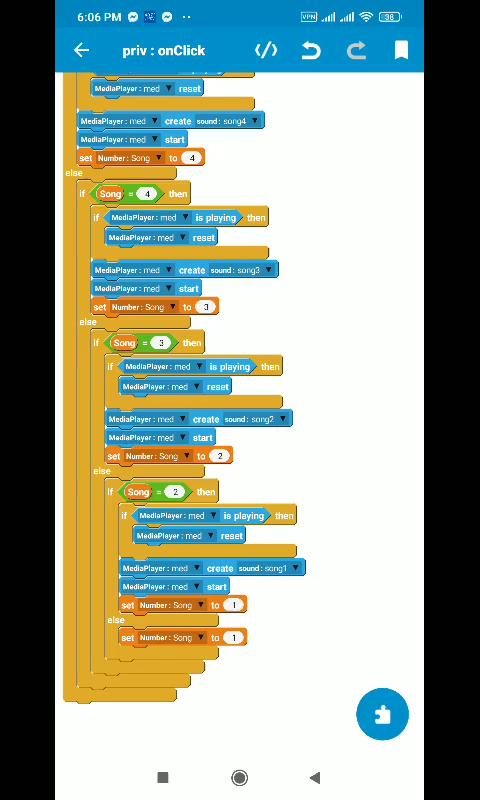 6:06 PM VPN 38
priv : onClick
MediaPlayer : med reset
MediaPlayer : med create sound : song4
MediaPlayer : med start
set Number : Song to 4
else
if Song = 4 then
if MediaPlayer : med is playing then
MediaPlayer : med reset
MediaPlayer : med create sound : song3
MediaPlayer : med start
set Number : Song to 3
else
if Song = 3 then
if MediaPlayer : med is playing then
MediaPlayer : med reset
MediaPlayer : med create sound : song2
MediaPlayer : med start
set Number : Song to 2
else
if Song = 2 then
if MediaPlayer : med is playing then
MediaPlayer : med reset
MediaPlayer : med create sound : song1
MediaPlayer : med start
set Number : Song to 1
else
set Number : Song to 1